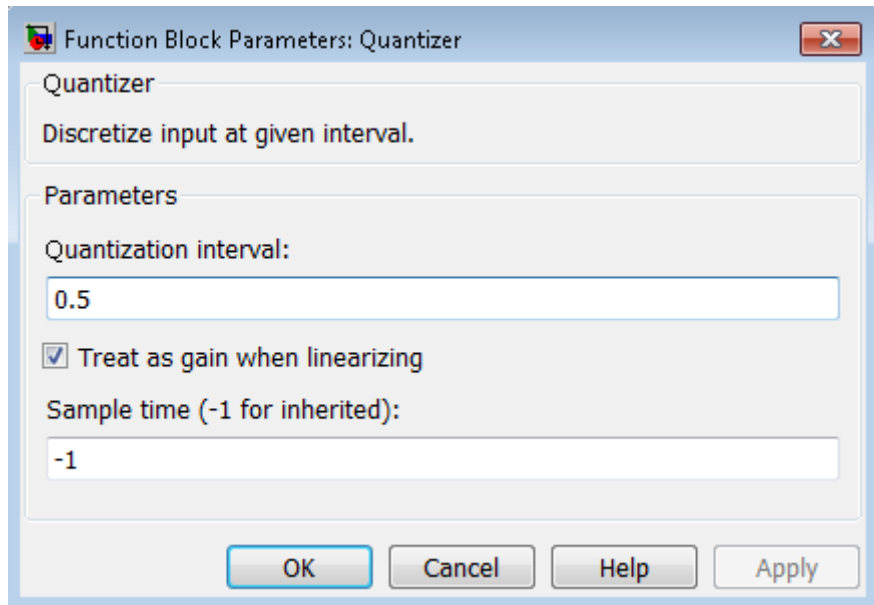 Function Block Parameters: Quantizer
Quantizer
Discretize input at given interval.
Parameters
Quantization interval:
0.5
Treat as gain when linearizing
Sample time (-1 for inherited):
-1
OK Cancel Help Apply